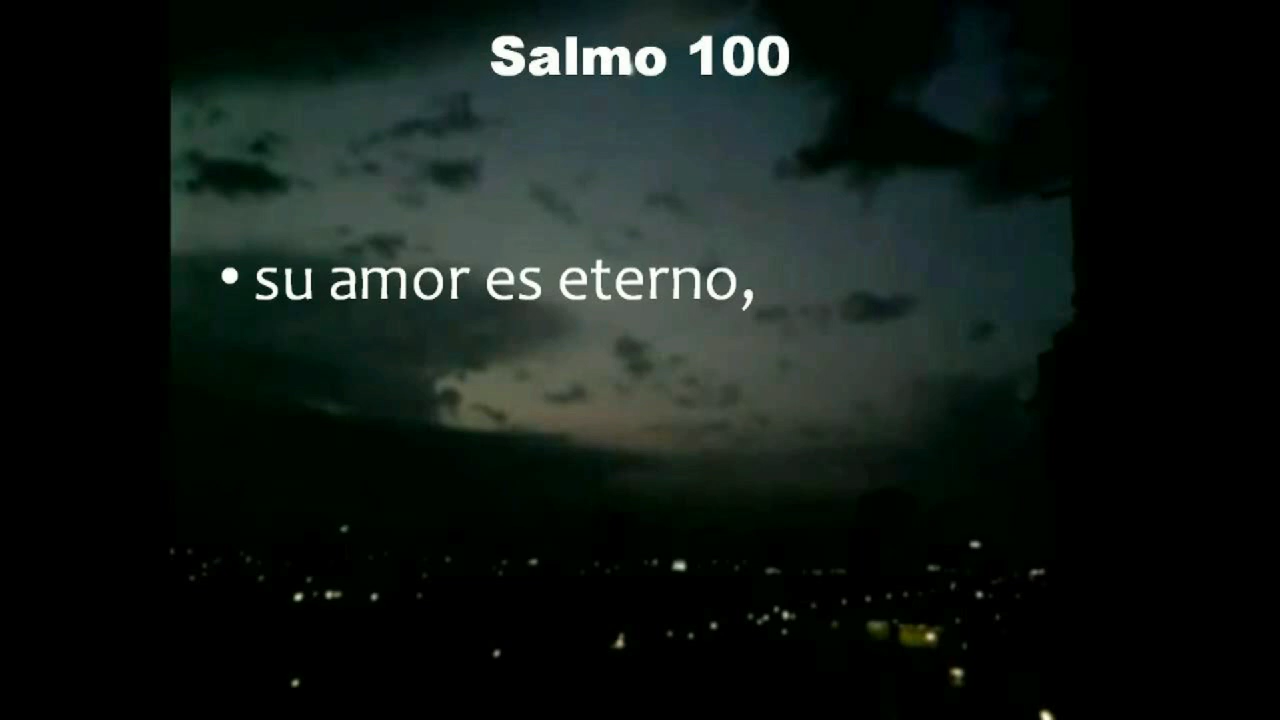 Salmo 100
• su amor es eterno,